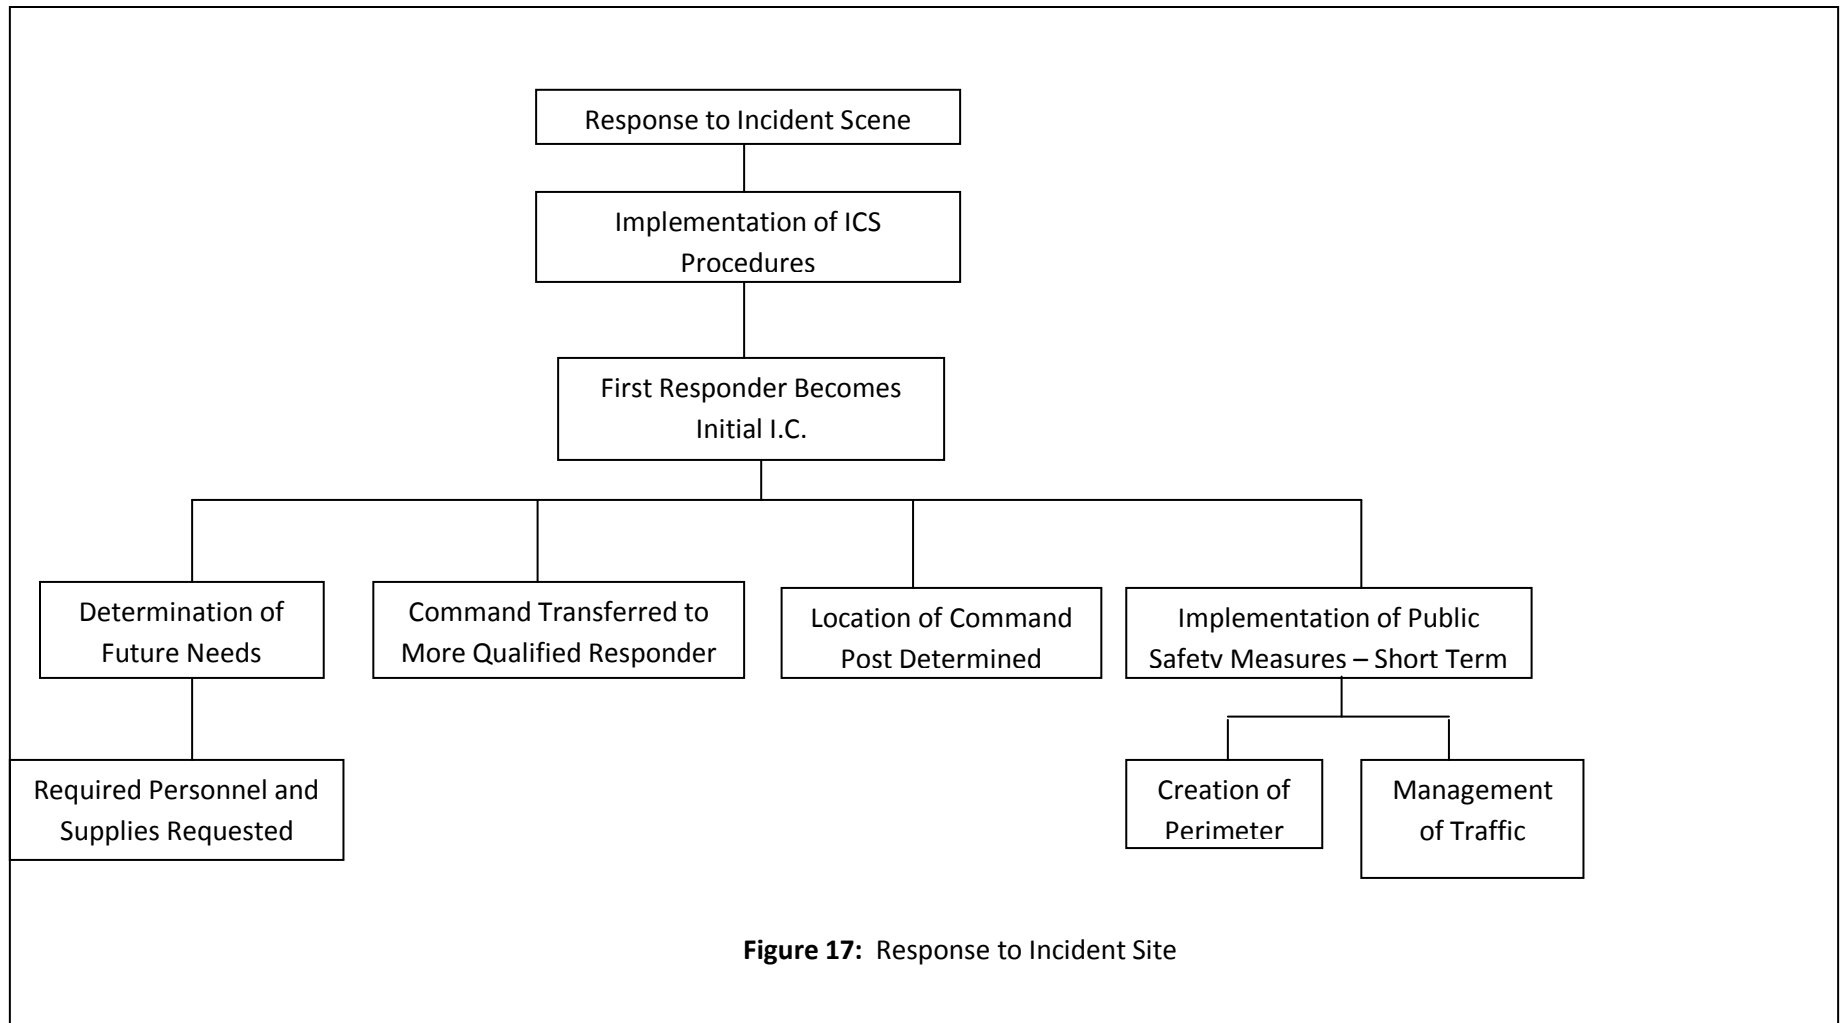 Response to Incident Scene
Implementation of ICS
Procedures
First Responder Becomes
Initial I.C.
Determination of
Future Needs
Command Transferred to
More Qualified Responder
Location of Command
Post Determined
Implementation of Public
Safety Measures – Short Term
Required Personnel and
Supplies Requested
Creation of
Perimeter
Management
of Traffic
Figure 17: Response to Incident Site